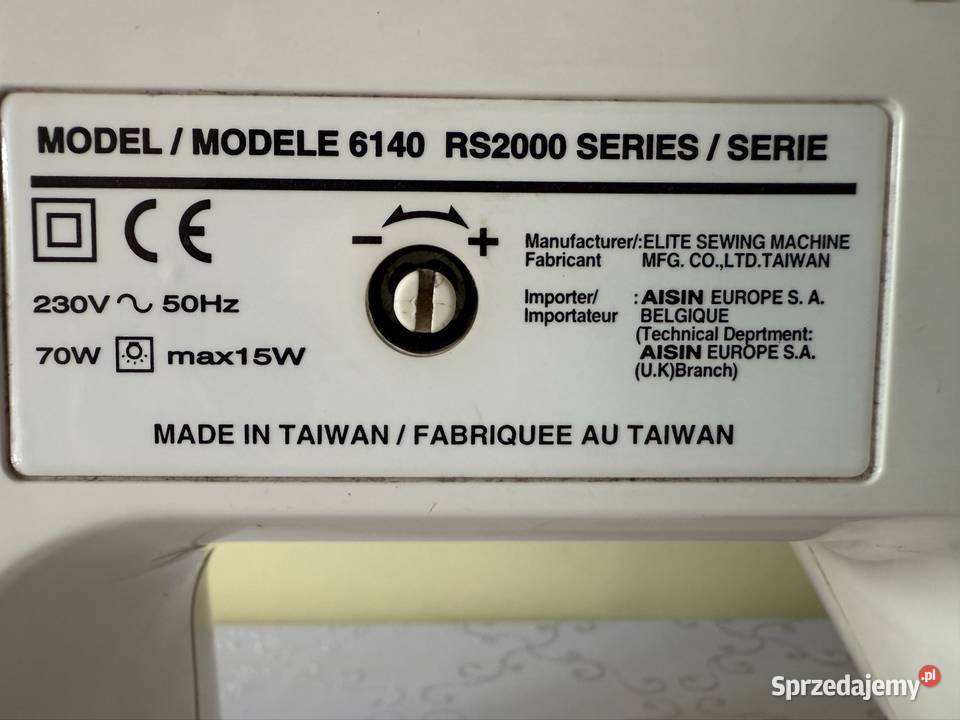 MODEL / MODELE 6140 RS2000 SERIES / SERIE
CE
230V ~ 50Hz
70W max15W
- +
Manufacturer/:ELITE SEWING MACHINE
Fabricant MFG. CO.,LTD.TAIWAN
Importer/ : AISIN EUROPE S. A.
Importateur BELGIQUE
(Technical Deprtment:
AISIN EUROPE S.A.
(U.K)Branch)
MADE IN TAIWAN / FABRIQUEE AU TAIWAN
Sprzedajemy.pl